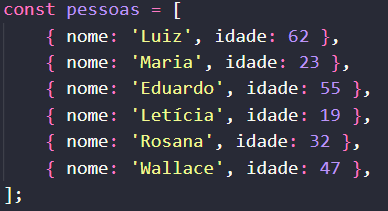 const pessoas = [
    { nome: 'Luiz', idade: 62 },
    { nome: 'Maria', idade: 23 },
    { nome: 'Eduardo', idade: 55 },
    { nome: 'Letícia', idade: 19 },
    { nome: 'Rosana', idade: 32 },
    { nome: 'Wallace', idade: 47 },
];